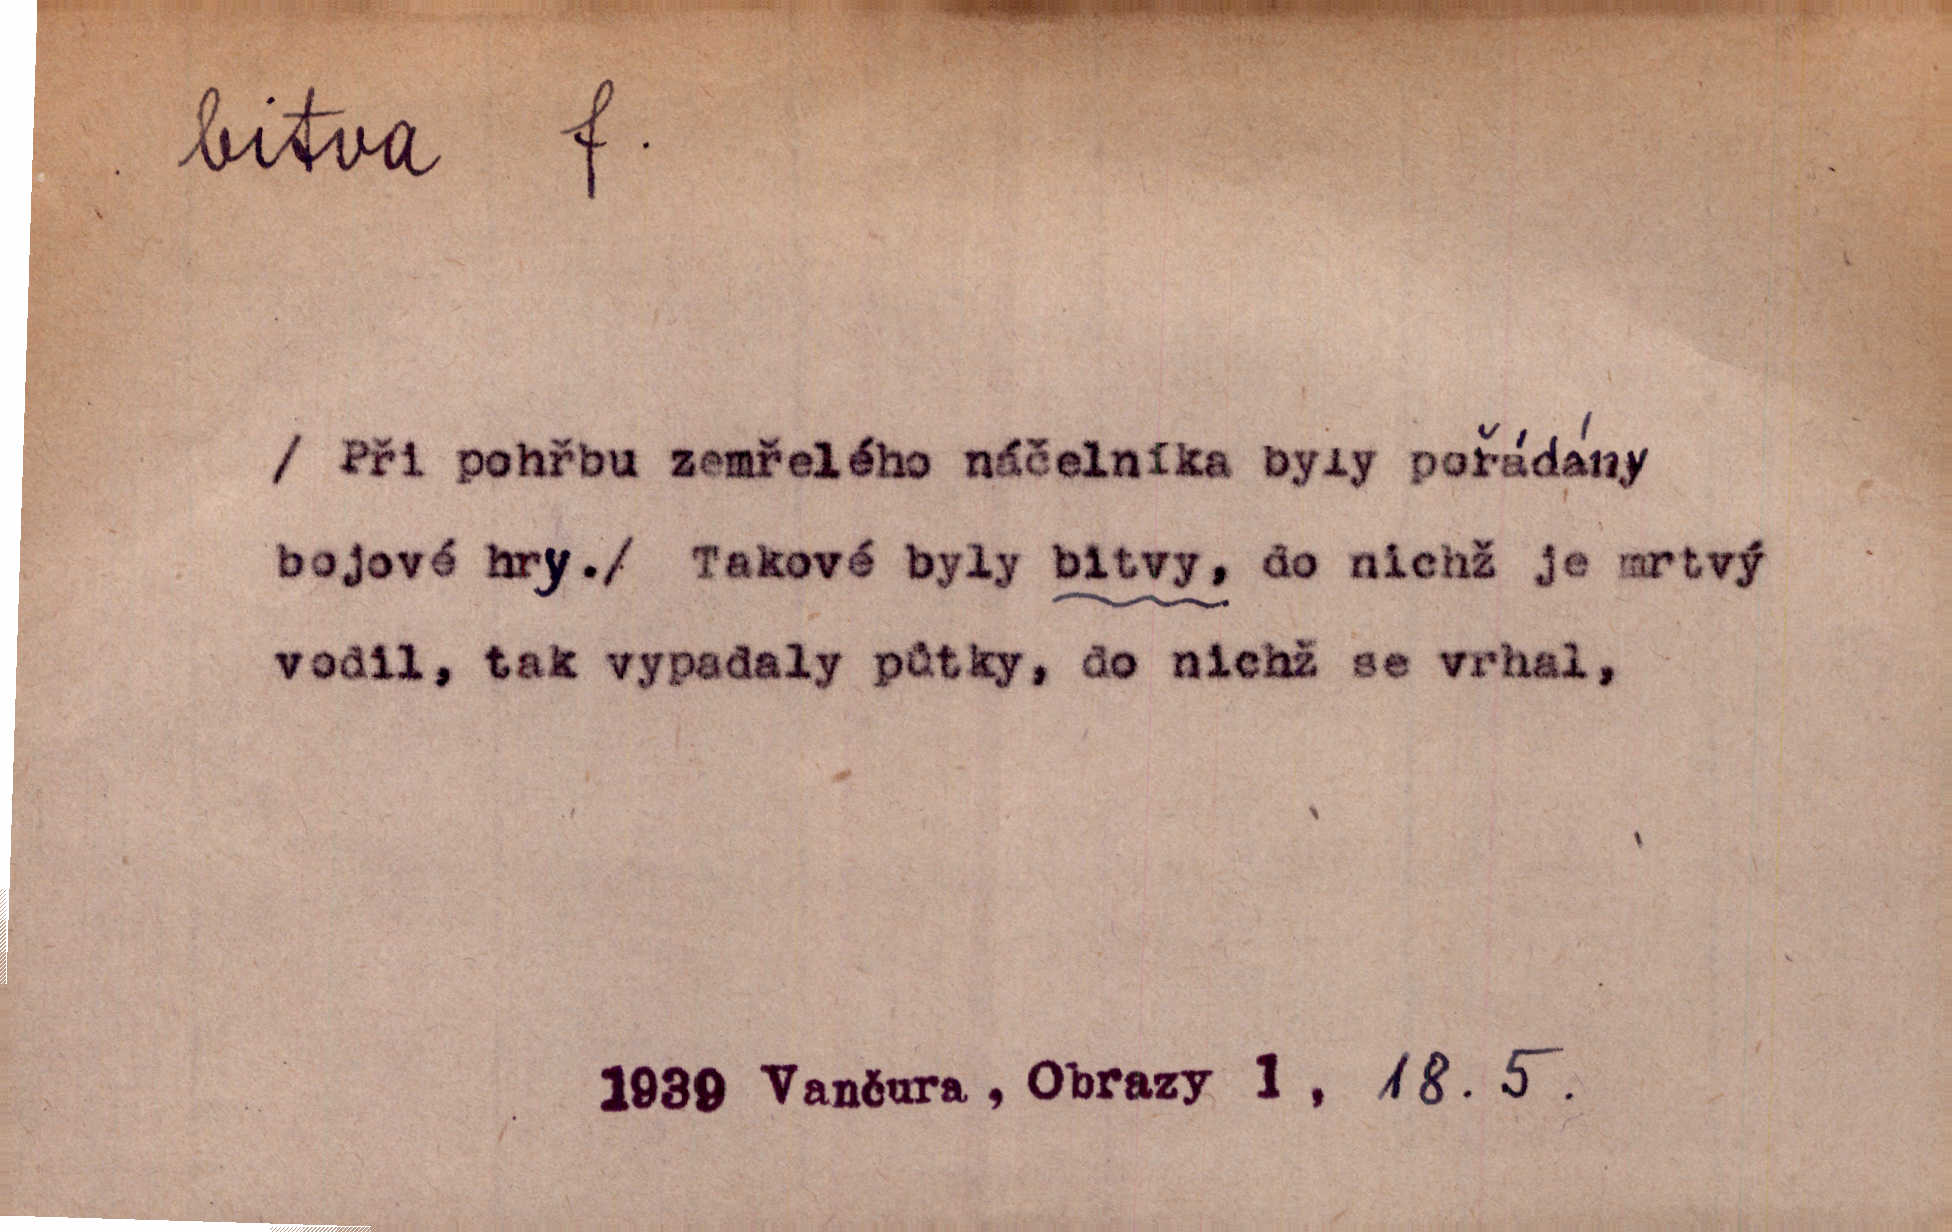 bitva f.
/ Při pohřbu zemřelého náčelníka byly pořádány
bojové hry./ Takové byly bitvy, do nichž je mrtvý
vodil, tak vypadaly půtky, do nichž se vrhal,
1939 Vančura, Obrazy 1, 18. 5.